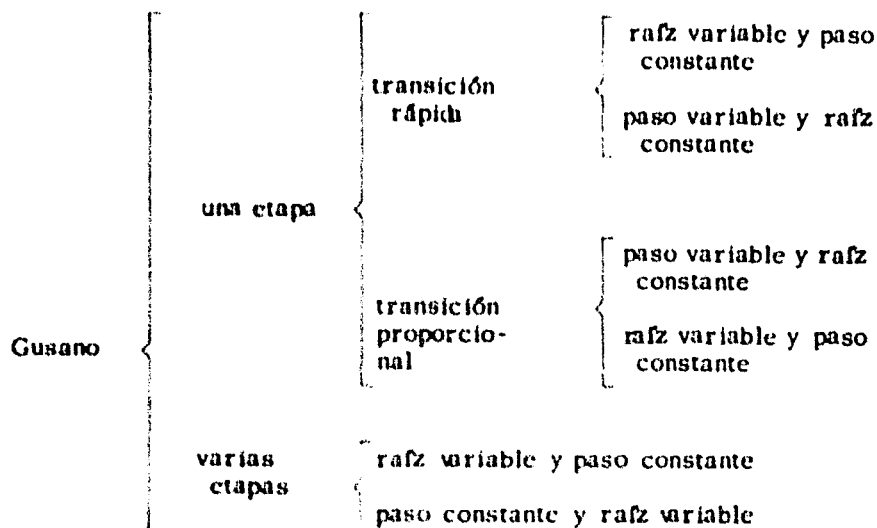 raíz variable y paso
constante
transición
rápida
paso variable y raíz
constante
una etapa
paso variable y raíz
constante
transición
proporcio-
nal
Gusano
raíz variable y paso
constante
varias
etapas
raíz variable y paso constante
paso constante y raíz variable